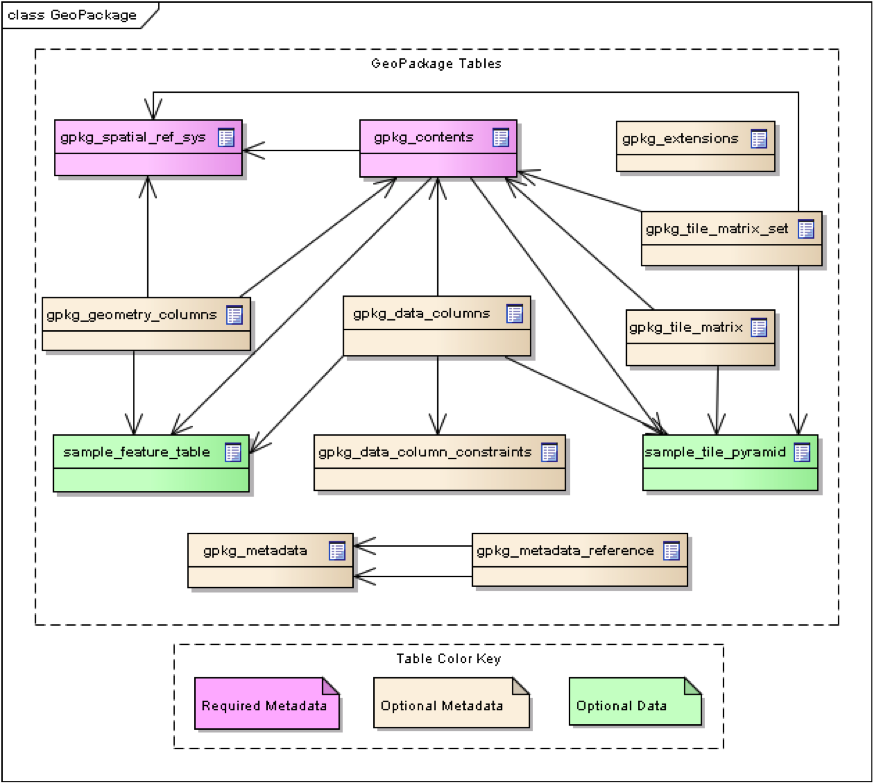 class GeoPackage
GeoPackage Tables
gpkg_spatial_ref_sys
gpkg_contents
gpkg_extensions
gpkg_tile_matrix_set
gpkg_geometry_columns
gpkg_data_columns
gpkg_tile_matrix
sample_feature_table
gpkg_data_column_constraints
sample_tile_pyramid
gpkg_metadata
gpkg_metadata_reference
Table Color Key
Required Metadata
Optional Metadata
Optional Data